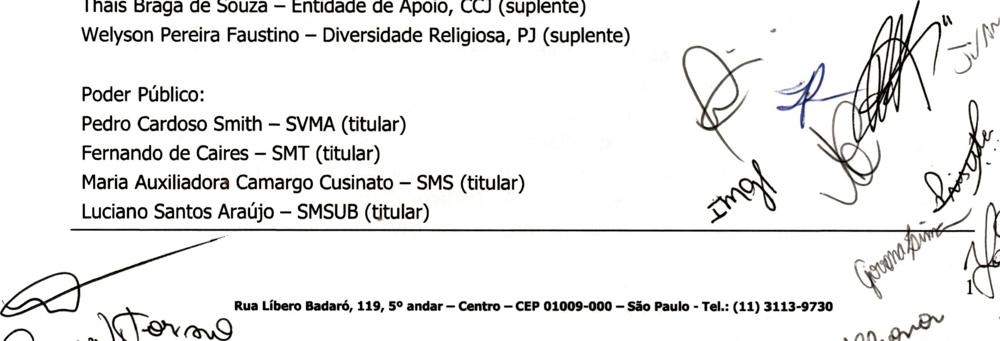 Thais Braga de Souza – Entidade de Apoio, CCJ (suplente)
Welyson Pereira Faustino – Diversidade Religiosa, PJ (suplente)
Poder Público:
Pedro Cardoso Smith – SVMA (titular)
Fernando de Caires – SMT (titular)
Maria Auxiliadora Camargo Cusinato – SMS (titular)
Luciano Santos Araújo – SMSUB (titular)
1
Rua Líbero Badaró, 119, 5º andar – Centro – CEP 01009-000 – São Paulo - Tel.: (11) 3113-9730